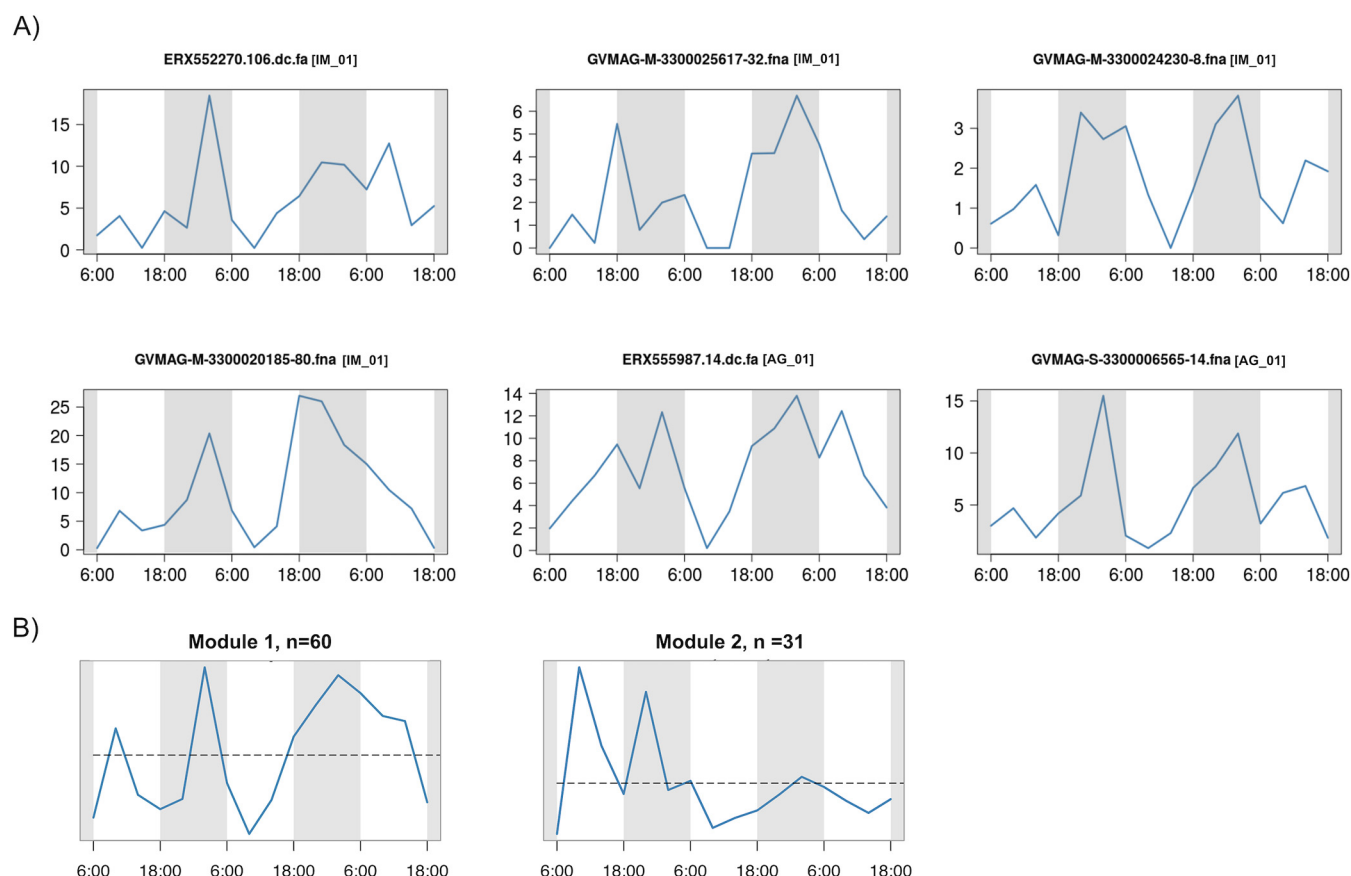 A)
ERX552270.106.dc.fa [IM_01]
GVMAG-M-3300025617-32.fna [IM_01]
GVMAG-M-3300024230-8.fna [IM_01]
15
10
5
0
6:00 18:00 6:00 18:00 6:00 18:00
6
5
4
3
2
1
0
6:00 18:00 6:00 18:00 6:00 18:00
3
2
1
0
6:00 18:00 6:00 18:00 6:00 18:00
GVMAG-M-3300020185-80.fna [IM_01]
ERX555987.14.dc.fa [AG_01]
GVMAG-S-3300006565-14.fna [AG_01]
25
20
15
10
5
0
6:00 18:00 6:00 18:00 6:00 18:00
14
12
10
8
6
4
2
0
6:00 18:00 6:00 18:00 6:00 18:00
15
10
5
6:00 18:00 6:00 18:00 6:00 18:00
B)
Module 1, n=60
Module 2, n =31
6:00 18:00 6:00 18:00 6:00 18:00
6:00 18:00 6:00 18:00 6:00 18:00